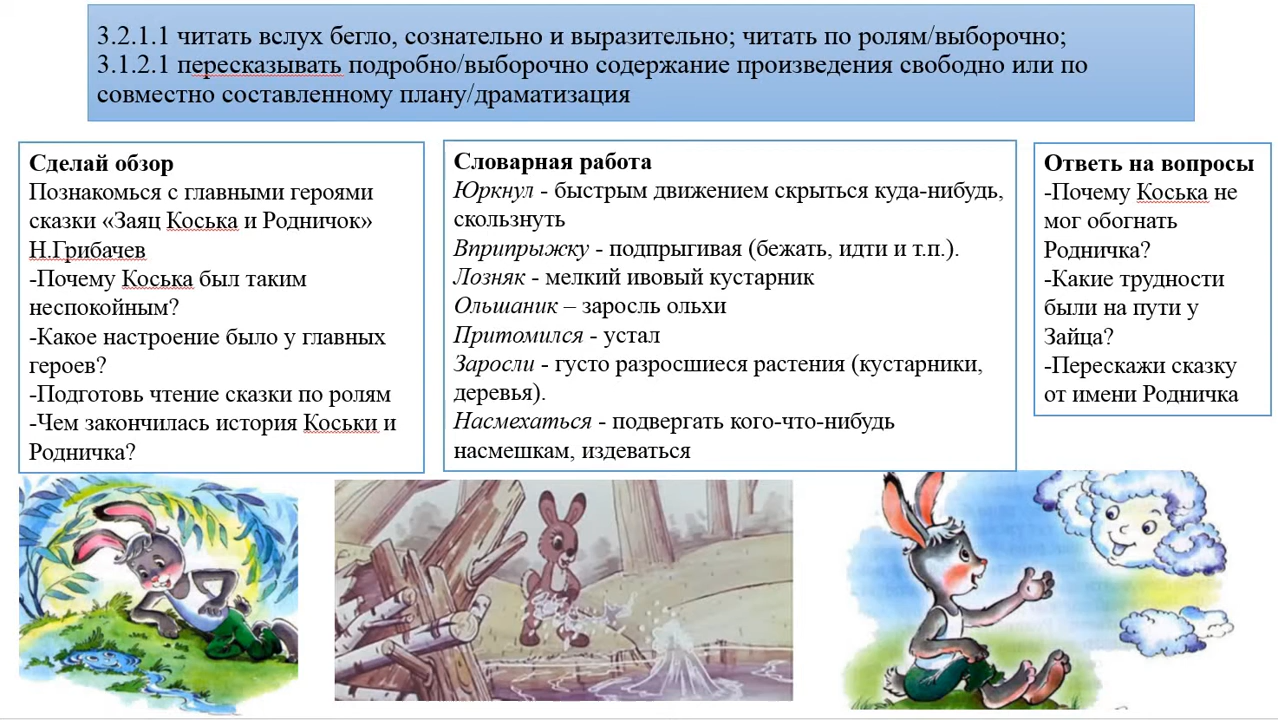 3.2.1.1 читать вслух бегло, сознательно и выразительно; читать по ролям/выборочно;
3.1.2.1 пересказывать подробно/выборочно содержание произведения свободно или по
совместно составленному плану/драматизация
Сделай обзор
Познакомься с главными героями
сказки «Заяц Коська и Родничок»
Н.Грибачев
-Почему Коська был таким
неспокойным?
-Какое настроение было у главных
героев?
-Подготовь чтение сказки по ролям
-Чем закончилась история Коськи и
Родничка?
Словарная работа
Юркнул - быстрым движением скрыться куда-нибудь,
скользнуть
Вприпрыжку - подпрыгивая (бежать, идти и т.п.).
Лозняк - мелкий ивовый кустарник
Ольшаник – заросль ольхи
Притомился - устал
Заросли - густо разросшиеся растения (кустарники,
деревья).
Насмехаться - подвергать кого-что-нибудь
насмешкам, издеваться
Ответь на вопросы
-Почему Коська не
мог обогнать
Родничка?
-Какие трудности
были на пути у
Зайца?
-Перескажи сказку
от имени Родничка